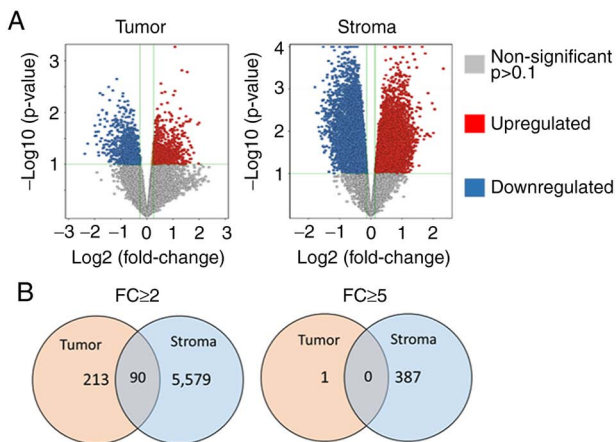 A
Tumor
Stroma
3
2
1
−3 −2 −1 0 1 2 3
−Log10 (p-value)
Log2 (fold-change)
4
3
2
1
−2 −1 0 1 2
−Log10 (p-value)
Log2 (fold-change)
Non-significant
p>0.1
Upregulated
Downregulated
B
FC≥2
FC≥5
Tumor
Stroma
213
90
5,579
Tumor
Stroma
1
0
387